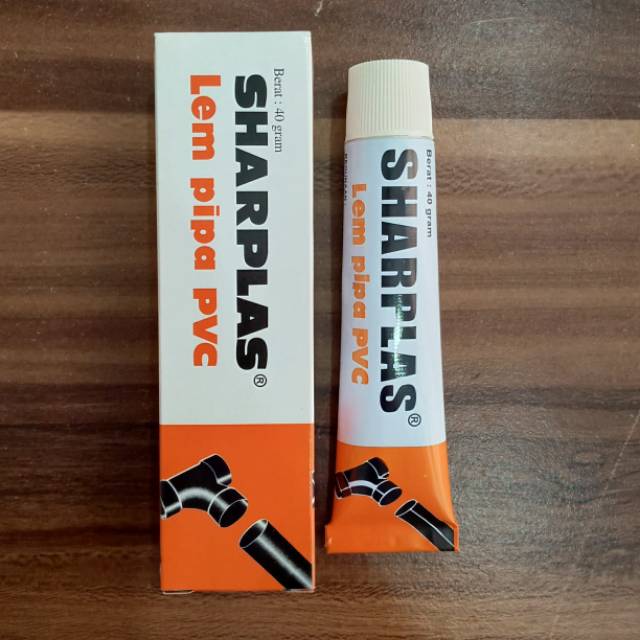 Berat : 40 gram
SHARPLAS®
Lem pipa PVC
Berat : 40 gram
SHARPLAS®
Lem pipa PVC